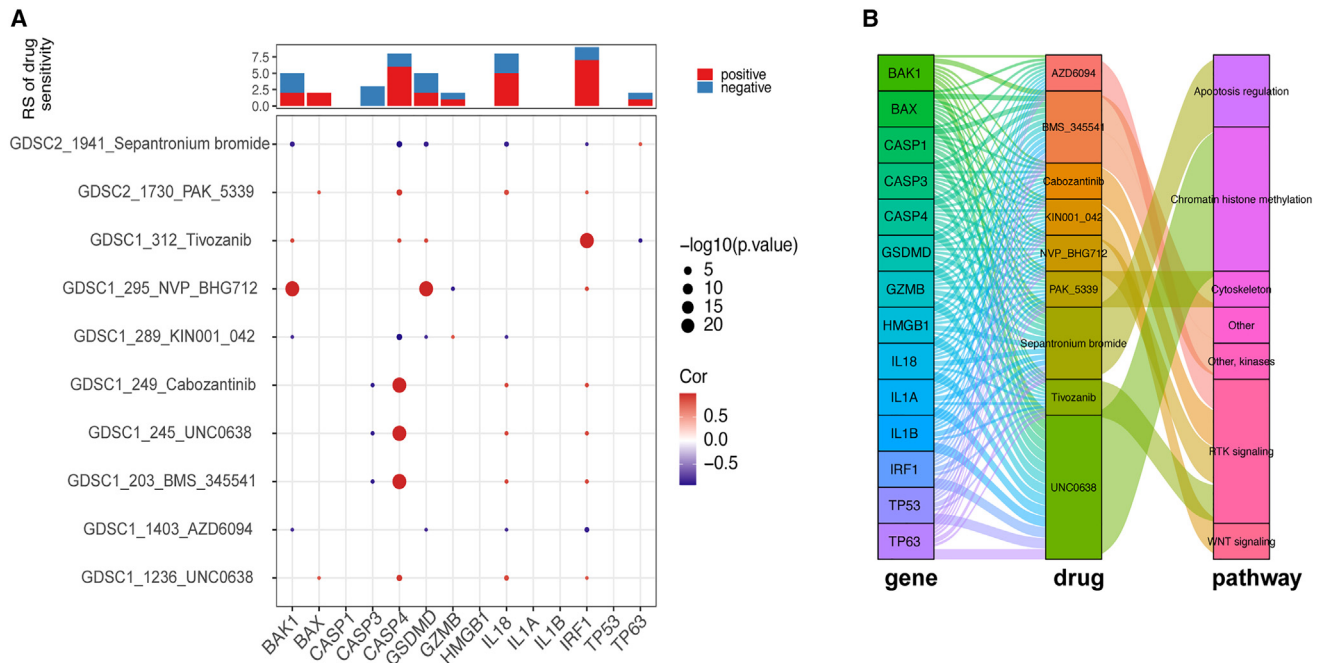 A
RS of drug
sensitivity
7.5
5.0
2.5
0.0
positive
negative
GDSC2_1941_Sepantronium bromide
GDSC2_1730_PAK_5339
GDSC1_312_Tivozanib
GDSC1_295_NVP_BHG712
GDSC1_289_KIN001_042
GDSC1_249_Cabozantinib
GDSC1_245_UNC0638
GDSC1_203_BMS_345541
GDSC1_1403_AZD6094
GDSC1_1236_UNC0638
BAK1
BAX
CASP1
CASP3
CASP4
GSDMD
GZMB
HMGB1
IL18
IL1A
IL1B
IRF1
TP53
TP63
−log10(p.value)
5
10
15
20
Cor
0.5
0.0
−0.5
B
BAK1
BAX
CASP1
CASP3
CASP4
GSDMD
GZMB
HMGB1
IL18
IL1A
IL1B
IRF1
TP53
TP63
gene
AZD6094
BMS_345541
Cabozantinib
KIN001_042
NVP_BHG712
PAK_5339
Sepantronium bromide
Tivozanib
UNC0638
drug
Apoptosis regulation
Chromatin histone methylation
Cytoskeleton
Other
Other, kinases
RTK signaling
WNT signaling
pathway